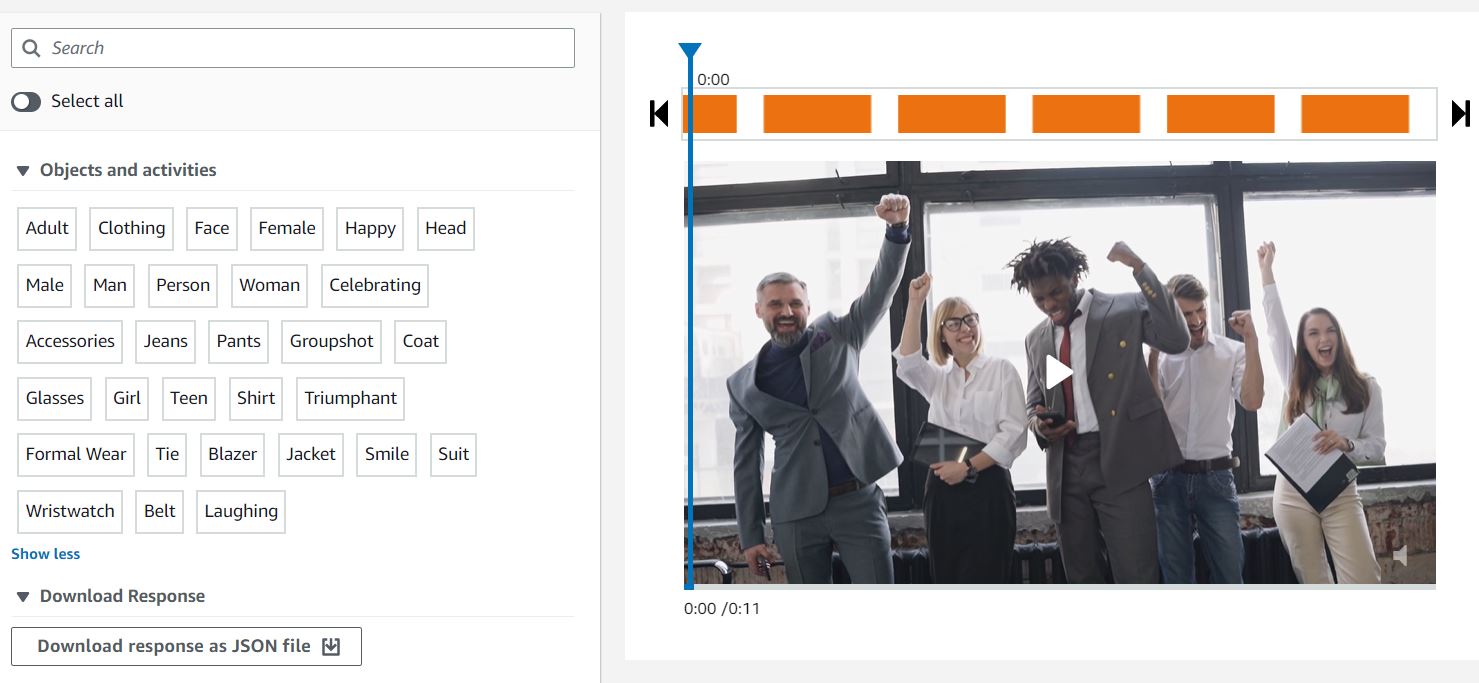 Search
Select all
Objects and activities
Adult Clothing Face Female Happy Head
Male Man Person Woman Celebrating
Accessories Jeans Pants Groupshot Coat
Glasses Girl Teen Shirt Triumphant
Formal Wear Tie Blazer Jacket Smile Suit
Wristwatch Belt Laughing
Show less
Download Response
Download response as JSON file
0:00
0:00 /0:11